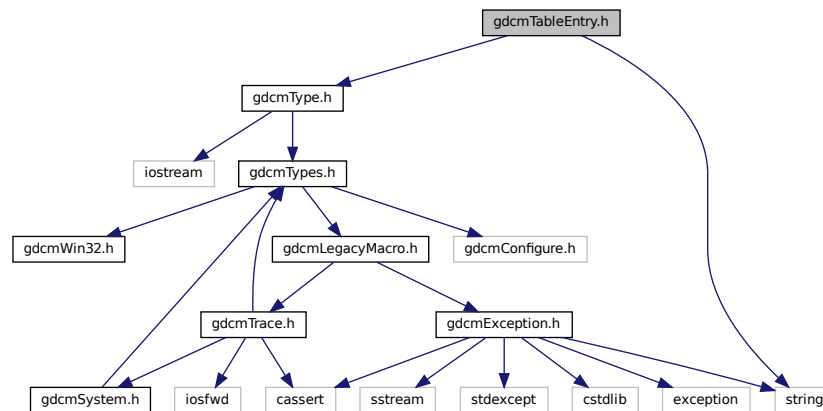 gdcmTableEntry.h
gdcmType.h
iostream
gdcmTypes.h
gdcmWin32.h
gdcmLegacyMacro.h
gdcmConfigure.h
gdcmTrace.h
gdcmException.h
gdcmSystem.h
iosfwd
cassert
sstream
stdexcept
cstdlib
exception
string